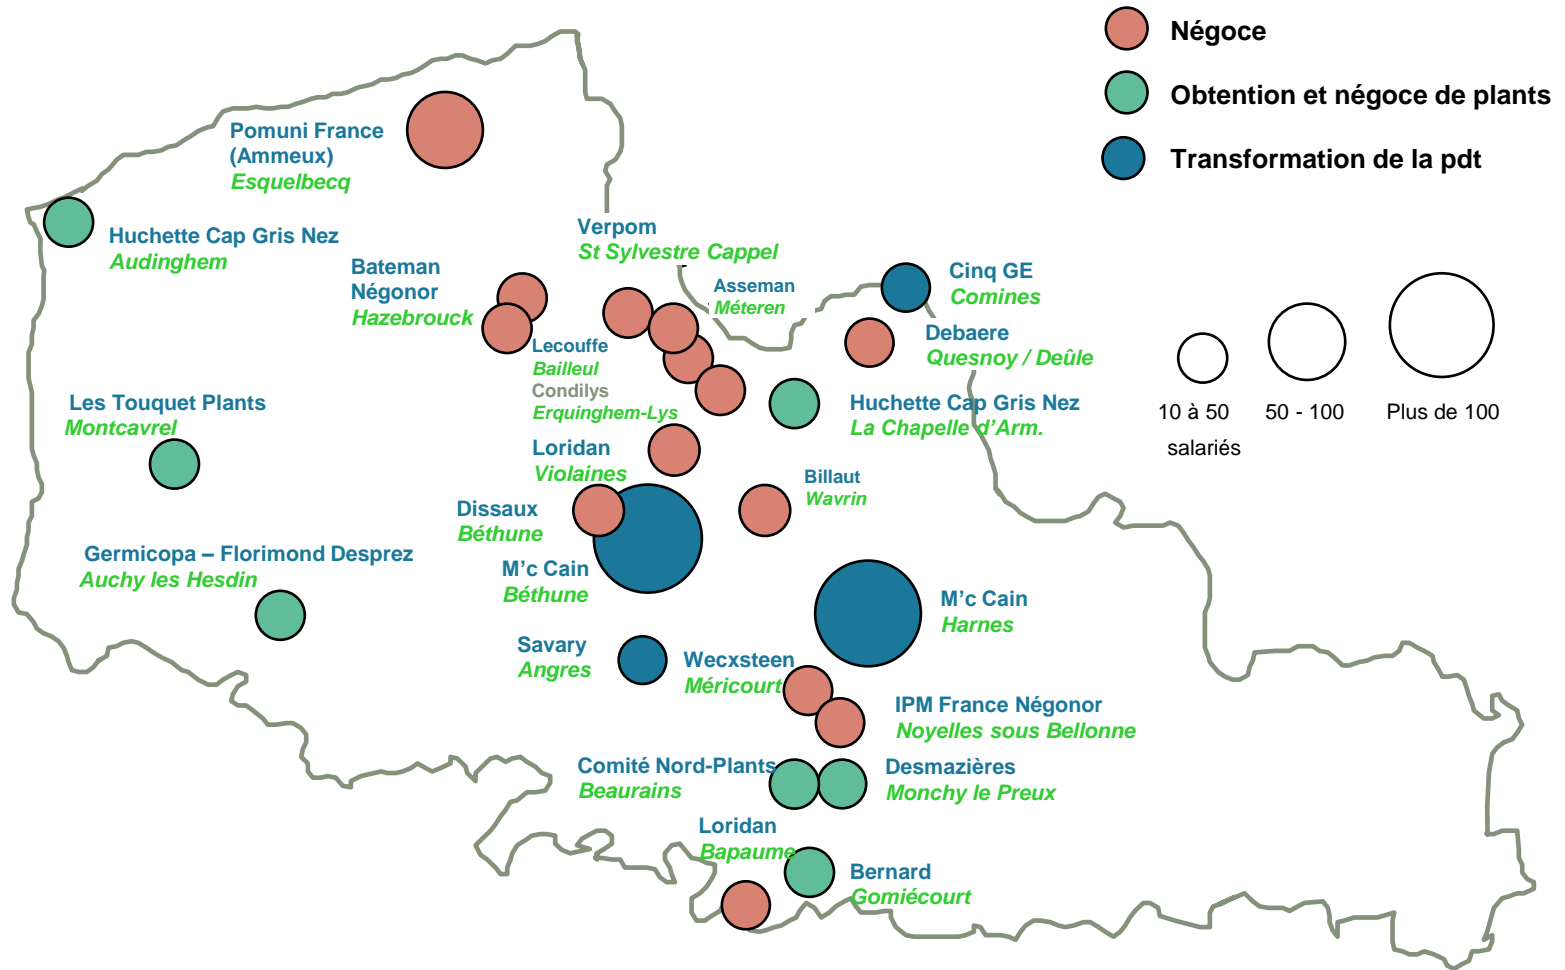 Négoce
Obtention et négoce de plants
Transformation de la pdt
Pomuni France
(Ammeux)
Esquelbecq
Huchette Cap Gris Nez
Audinghem
Verpom
St Sylvestre Cappel
Bateman
Négonor
Hazebrouck
Asseman
Méteren
Cinq GE
Comines
Debaere
Quesnoy / Deûle
Lecouffe
Bailleul
Condilys
Erquinghem-Lys
Les Touquet Plants
Montcavrel
Huchette Cap Gris Nez
La Chapelle d'Arm.
10 à 50
salariés
50 - 100
Plus de 100
Loridan
Violaines
Billaut
Wavrin
Dissaux
Béthune
Germicopa – Florimond Desprez
Auchy les Hesdin
M'c Cain
Béthune
M'c Cain
Harnes
Savary
Angres
Wecxsteen
Méricourt
IPM France Négonor
Noyelles sous Bellonne
Comité Nord-Plants
Beaurains
Desmazières
Monchy le Preux
Loridan
Bapaume
Bernard
Gomiécourt